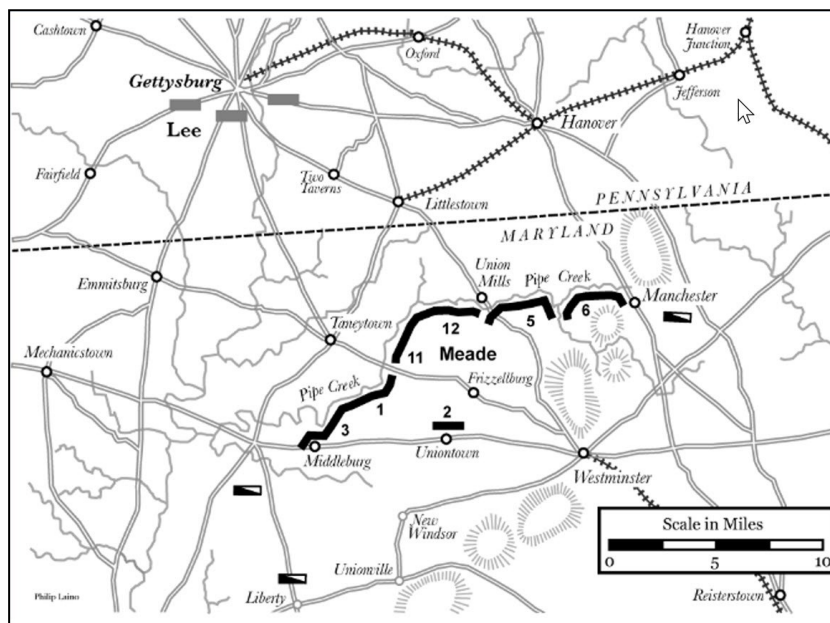 Cashtown
Oxford
Hanover
Junction
Gettysburg
Jefferson
Lee
Hanover
Fairfield
Two
Taverns
Littlestown
PENNSYLVANIA
MARYLAND
Emmitsburg
Union
Mills
Pipe Creek
Manchester
Taneytown
12
5
6
Mechanicstown
11
Meade
Pipe Creek
Frizzellburg
1
2
3
Middleburg
Uniontown
Westminster
New
Windsor
Scale in Miles
0 5 10
Unionville
Liberty
Philip Laino
Reisterstown